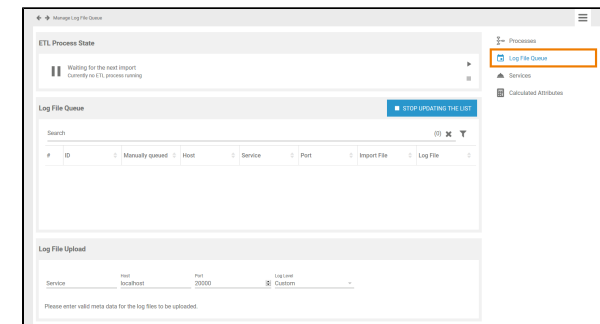 Manage Log File Queue
ETL Process State
Waiting for the next import
Currently no ETL process running
Log File Queue
STOP UPDATING THE LIST
Search (0)
# ID Manually queued Host Service Port Import File Log File
Log File Upload
Service Host localhost Port 20000 Log Level Custom
Please enter valid meta data for the log files to be uploaded.
Processes
Log File Queue
Services
Calculated Attributes